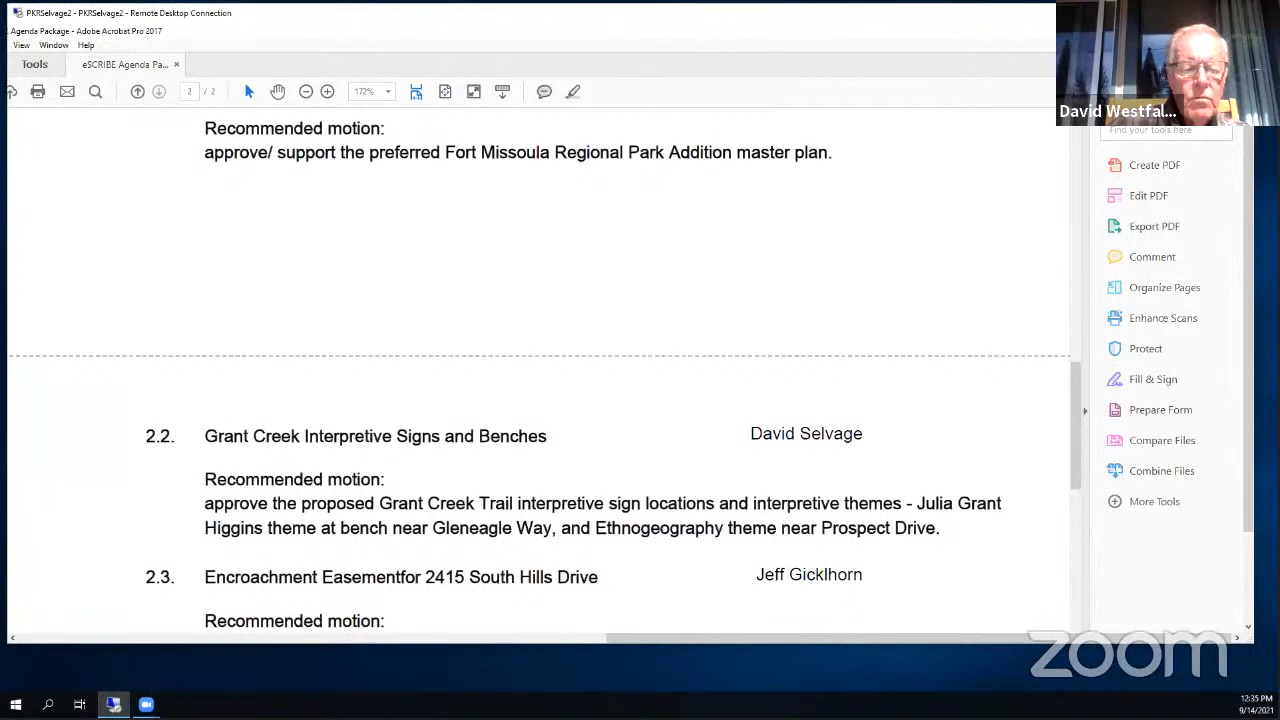 PKRSelvage2 - PKRSelvage2 - Remote Desktop Connection
Agenda Package - Adobe Acrobat Pro 2017
View Window Help
Tools eSCRIBE Agenda Pa... ×
2 / 2 172%
David Westfal...
Find your tools here
Recommended motion:
approve/ support the preferred Fort Missoula Regional Park Addition master plan.
Create PDF
Edit PDF
Export PDF
Comment
Organize Pages
Enhance Scans
Protect
Fill & Sign
Prepare Form
Compare Files
Combine Files
More Tools
2.2. Grant Creek Interpretive Signs and Benches David Selvage
Recommended motion:
approve the proposed Grant Creek Trail interpretive sign locations and interpretive themes - Julia Grant
Higgins theme at bench near Gleneagle Way, and Ethnogeography theme near Prospect Drive.
2.3. Encroachment Easementfor 2415 South Hills Drive Jeff Gicklhorn
Recommended motion:
zoom
12:35 PM
9/14/2021